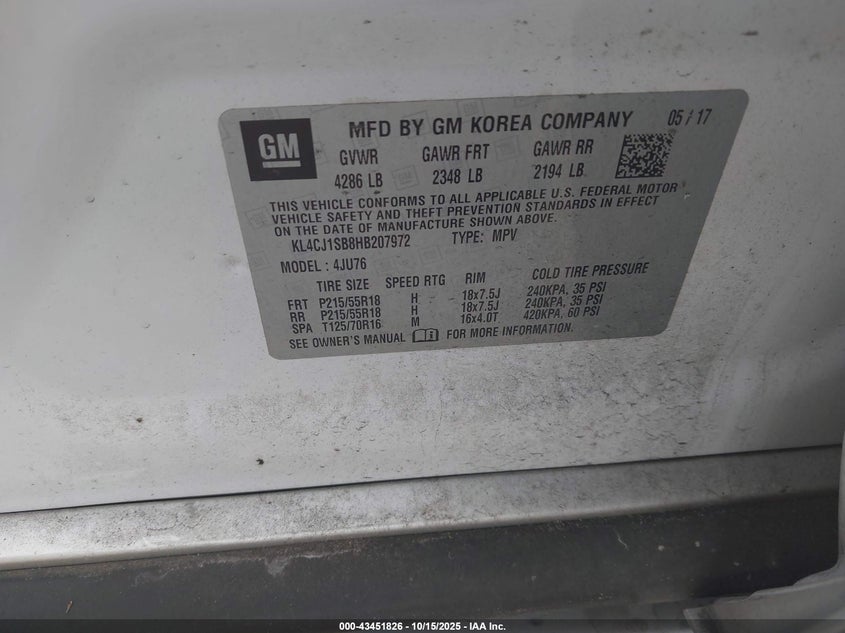 GM
MFD BY GM KOREA COMPANY 05/17
GVWR GAWR FRT GAWR RR
4286 LB 2348 LB 2194 LB
THIS VEHICLE CONFORMS TO ALL APPLICABLE U.S. FEDERAL MOTOR
VEHICLE SAFETY AND THEFT PREVENTION STANDARDS IN EFFECT
ON THE DATE OF MANUFACTURE SHOWN ABOVE.
KL4CJ1SB8HB207972 TYPE: MPV
MODEL: 4JU76
TIRE SIZE SPEED RTG RIM COLD TIRE PRESSURE
FRT P215/55R18 H 18x7.5J 240KPA, 35 PSI
RR P215/55R18 H 18x7.5J 240KPA, 35 PSI
SPA T125/70R16 M 16x4.0T 420KPA, 60 PSI
SEE OWNER'S MANUAL FOR MORE INFORMATION.
000-43451826 - 10/15/2025 - IAA Inc.